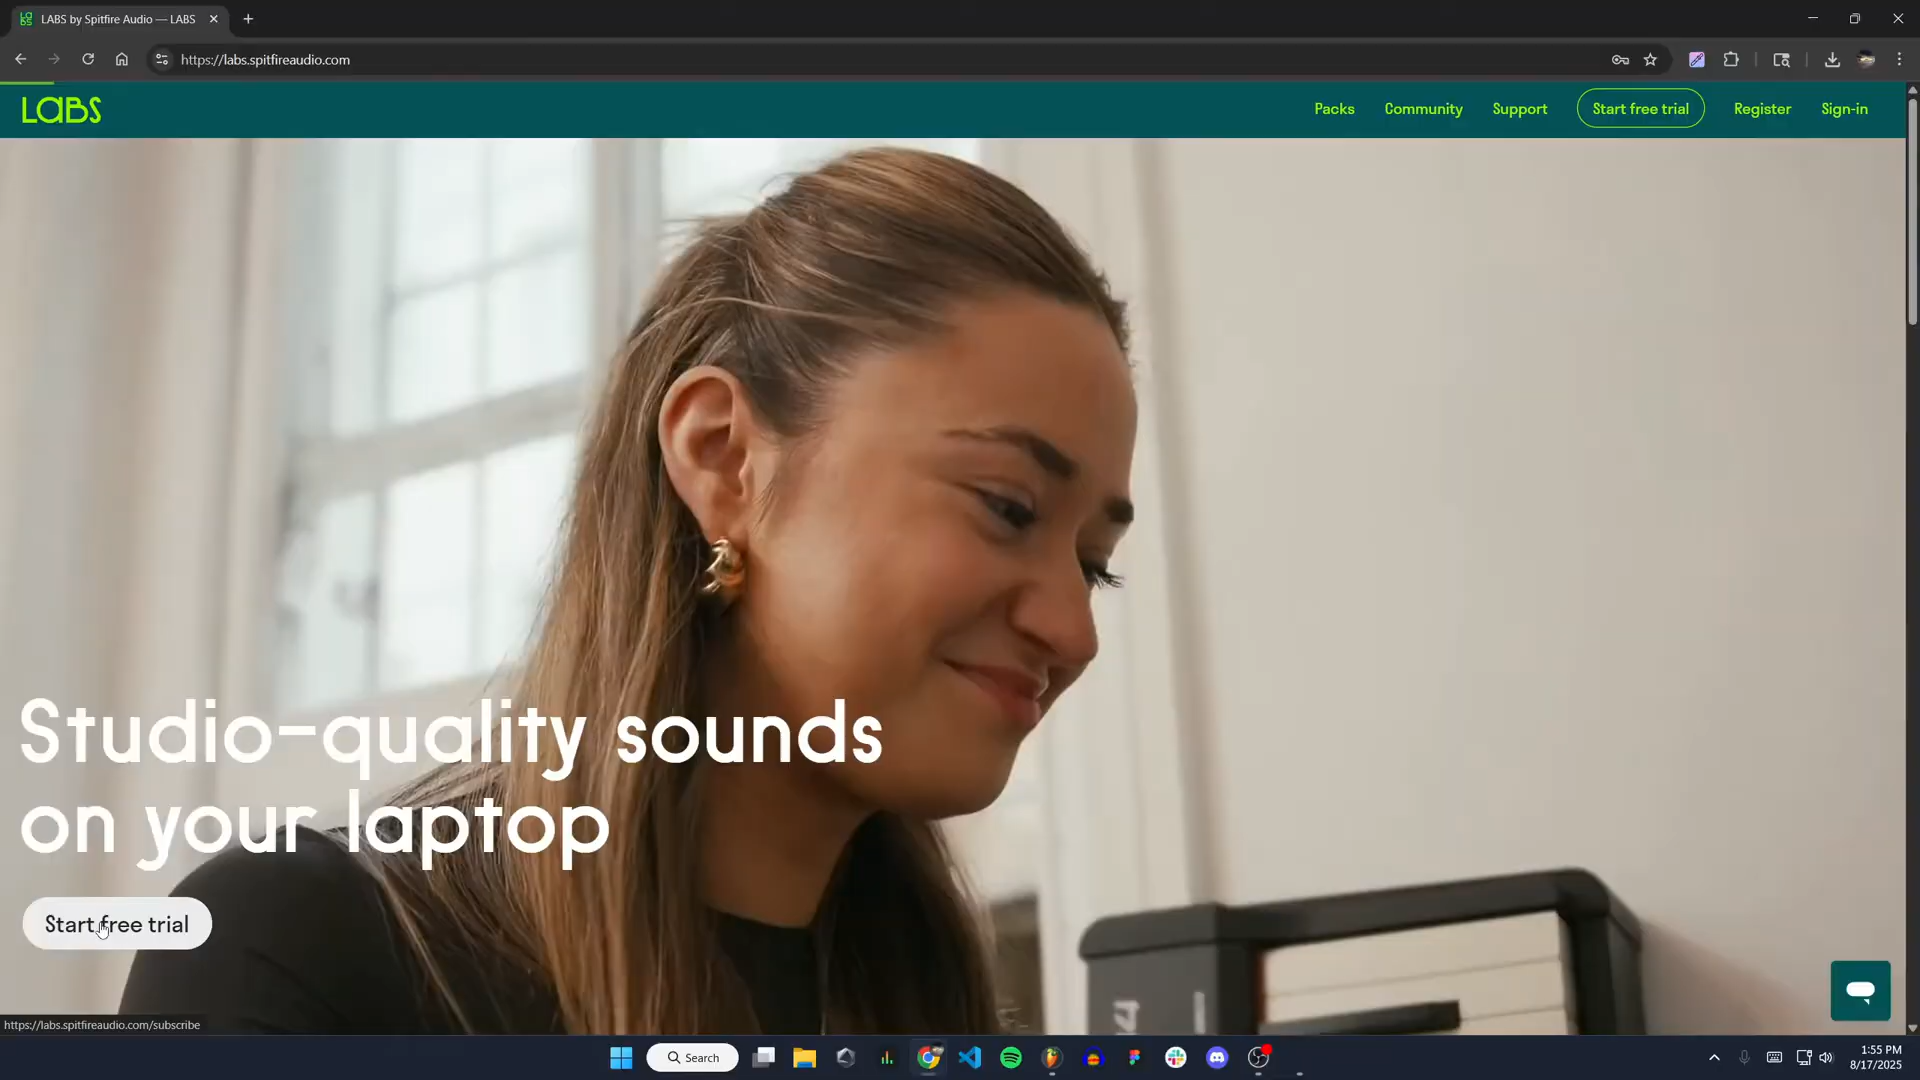 LABS by Spitfire Audio — LABS
https://labs.spitfireaudio.com
LABS
Packs
Community
Support
Start free trial
Register
Sign-in
Studio-quality sounds
on your laptop
Start free trial
https://labs.spitfireaudio.com/subscribe
Search
1:55 PM
8/17/2025